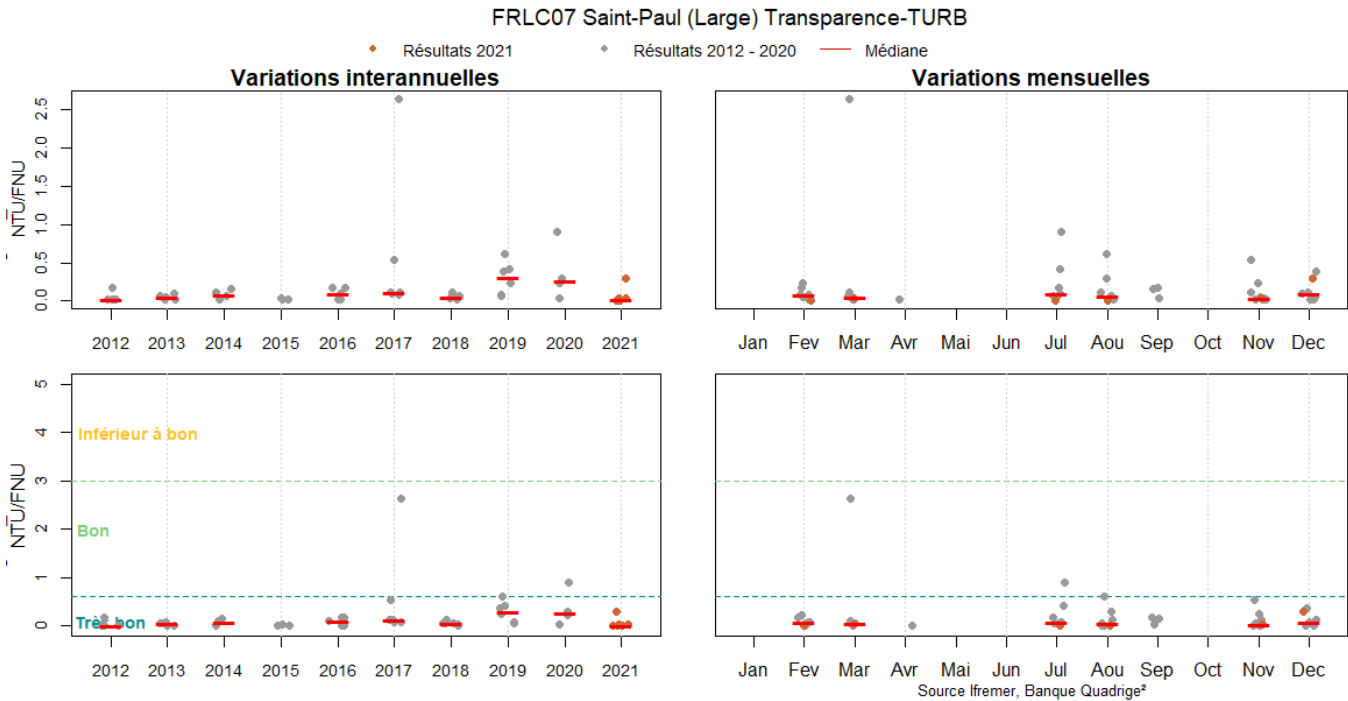 FRLC07 Saint-Paul (Large) Transparence-TURB
Résultats 2021 Résultats 2012 - 2020 Médiane
Variations interannuelles
Variations mensuelles
NTU/FNU
2.5
2.0
1.5
1.0
0.5
0.0
2012 2013 2014 2015 2016 2017 2018 2019 2020 2021
Jan Fev Mar Avr Mai Jun Jul Aou Sep Oct Nov Dec
NTU/FNU
5
4
3
2
1
0
Inférieur à bon
Bon
Très bon
2012 2013 2014 2015 2016 2017 2018 2019 2020 2021
Jan Fev Mar Avr Mai Jun Jul Aou Sep Oct Nov Dec
Source Ifremer, Banque Quadrige²